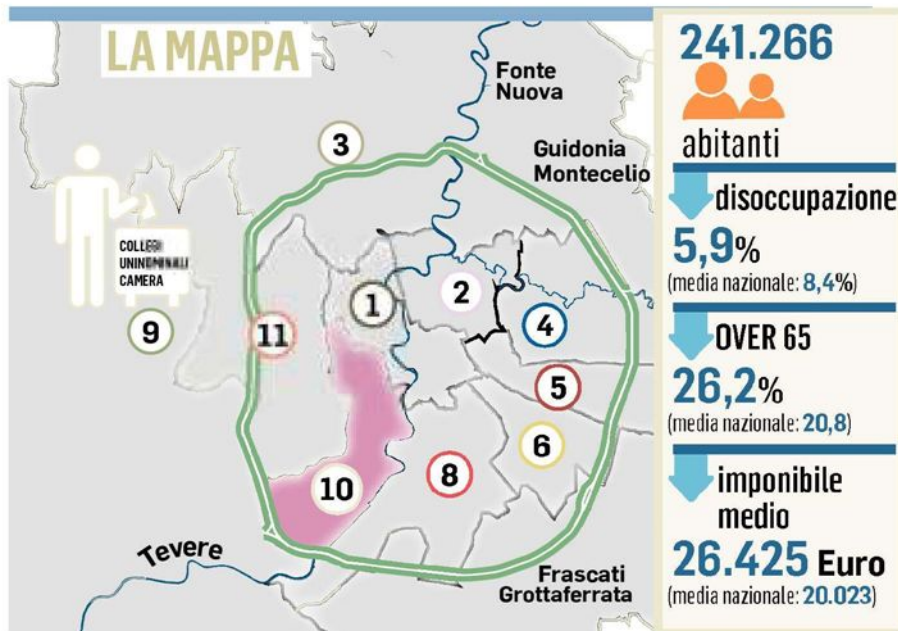 LA MAPPA
Fonte
Nuova
3
Guidonia
Montecelio
COLLEGI
UNINOMINALI
CAMERA
1
2
4
9
11
5
6
8
10
Tevere
Frascati
Grottaferrata
241.266
abitanti
disoccupazione
5,9%
(media nazionale: 8,4%)
OVER 65
26,2%
(media nazionale: 20,8)
imponibile
medio
26.425 Euro
(media nazionale: 20.023)